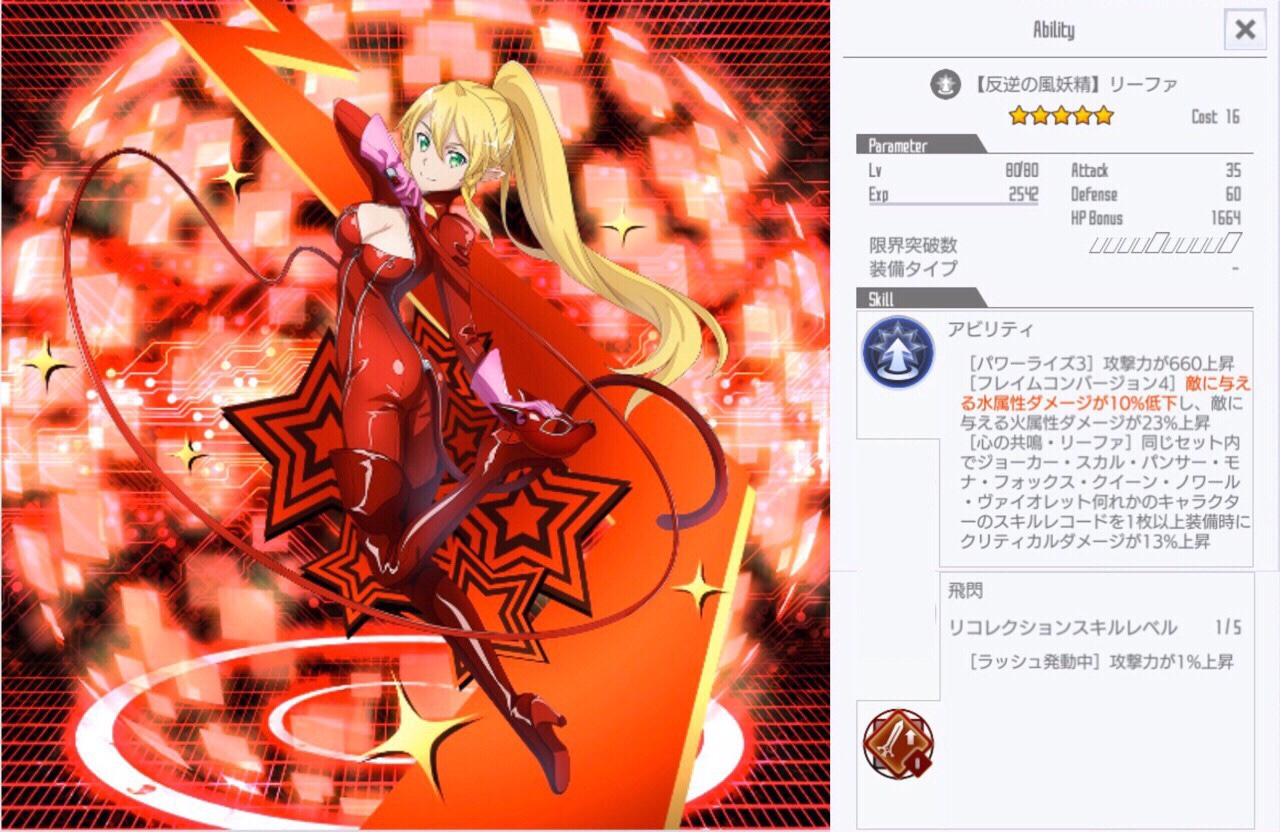 Ability
【反逆の風妖精】リーファ
Cost 16
Parameter
Lv 80/80
Attack 35
Exp 2542
Defense 60
HP Bonus 1664
限界突破数
装備タイプ -
Skill
アビリティ
［パワーライズ3］攻撃力が660上昇
［フレイムコンバージョン4］敵に与え
る水属性ダメージが10%低下し、敵に
与える火属性ダメージが23%上昇
［心の共鳴・リーファ］同じセット内
でジョーカー・スカル・パンサー・モ
ナ・フォックス・クイーン・ノワール
・ヴァイオレット何れかのキャラクタ
ーのスキルレコードを1枚以上装備時に
クリティカルダメージが13%上昇
飛閃
リコレクションスキルレベル 1/5
［ラッシュ発動中］攻撃力が1%上昇